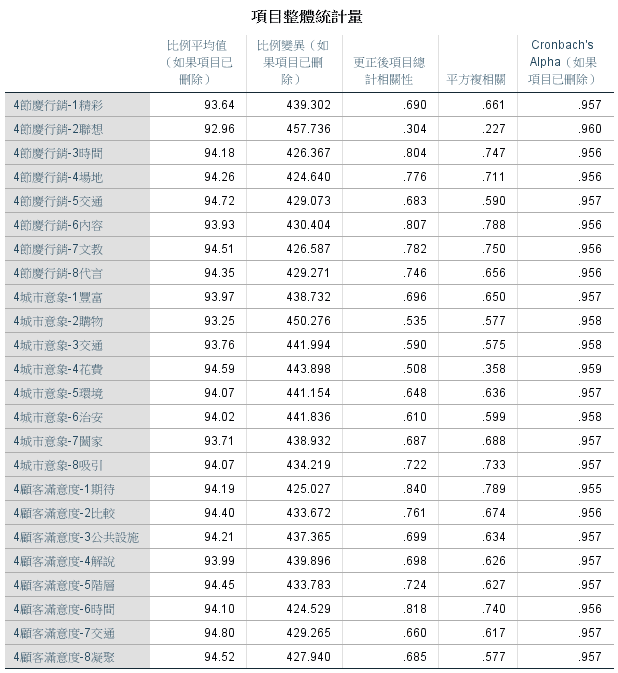 項目整體統計量
比例平均值（如果項目已刪除） 比例變異（如果項目已刪除） 更正後項目總計相關性 平方複相關 Cronbach's Alpha（如果項目已刪除）
4節慶行銷-1精彩 93.64 439.302 .690 .661 .957
4節慶行銷-2聯想 92.96 457.736 .304 .227 .960
4節慶行銷-3時間 94.18 426.367 .804 .747 .956
4節慶行銷-4場地 94.26 424.640 .776 .711 .956
4節慶行銷-5交通 94.72 429.073 .683 .590 .957
4節慶行銷-6內容 93.93 430.404 .807 .788 .956
4節慶行銷-7文教 94.51 426.587 .782 .750 .956
4節慶行銷-8代言 94.35 429.271 .746 .656 .956
4城市意象-1豐富 93.97 438.732 .696 .650 .957
4城市意象-2購物 93.25 450.276 .535 .577 .958
4城市意象-3交通 93.76 441.994 .590 .575 .958
4城市意象-4花費 94.59 443.898 .508 .358 .959
4城市意象-5環境 94.07 441.154 .648 .636 .957
4城市意象-6治安 94.02 441.836 .610 .599 .958
4城市意象-7闔家 93.71 438.932 .687 .688 .957
4城市意象-8吸引 94.07 434.219 .722 .733 .957
4顧客滿意度-1期待 94.19 425.027 .840 .789 .955
4顧客滿意度-2比較 94.40 433.672 .761 .674 .956
4顧客滿意度-3公共設施 94.21 437.365 .699 .634 .957
4顧客滿意度-4解說 93.99 439.896 .698 .626 .957
4顧客滿意度-5階層 94.45 433.783 .724 .627 .957
4顧客滿意度-6時間 94.10 424.529 .818 .740 .956
4顧客滿意度-7交通 94.80 429.265 .660 .617 .957
4顧客滿意度-8凝聚 94.52 427.940 .685 .577 .957